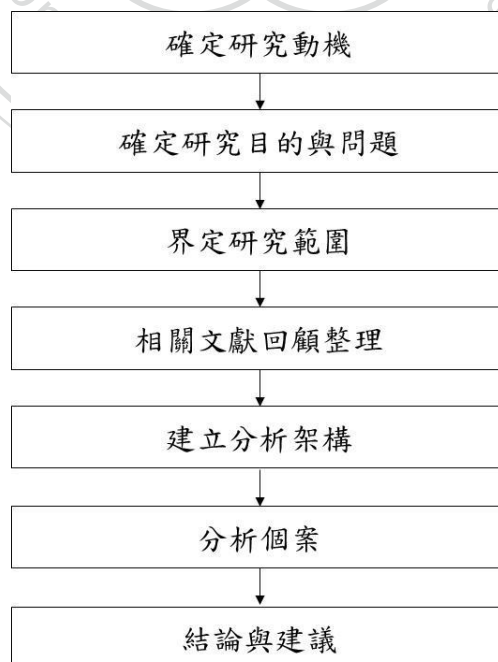 確定研究動機
確定研究目的與問題
界定研究範圍
相關文獻回顧整理
建立分析架構
分析個案
結論與建議